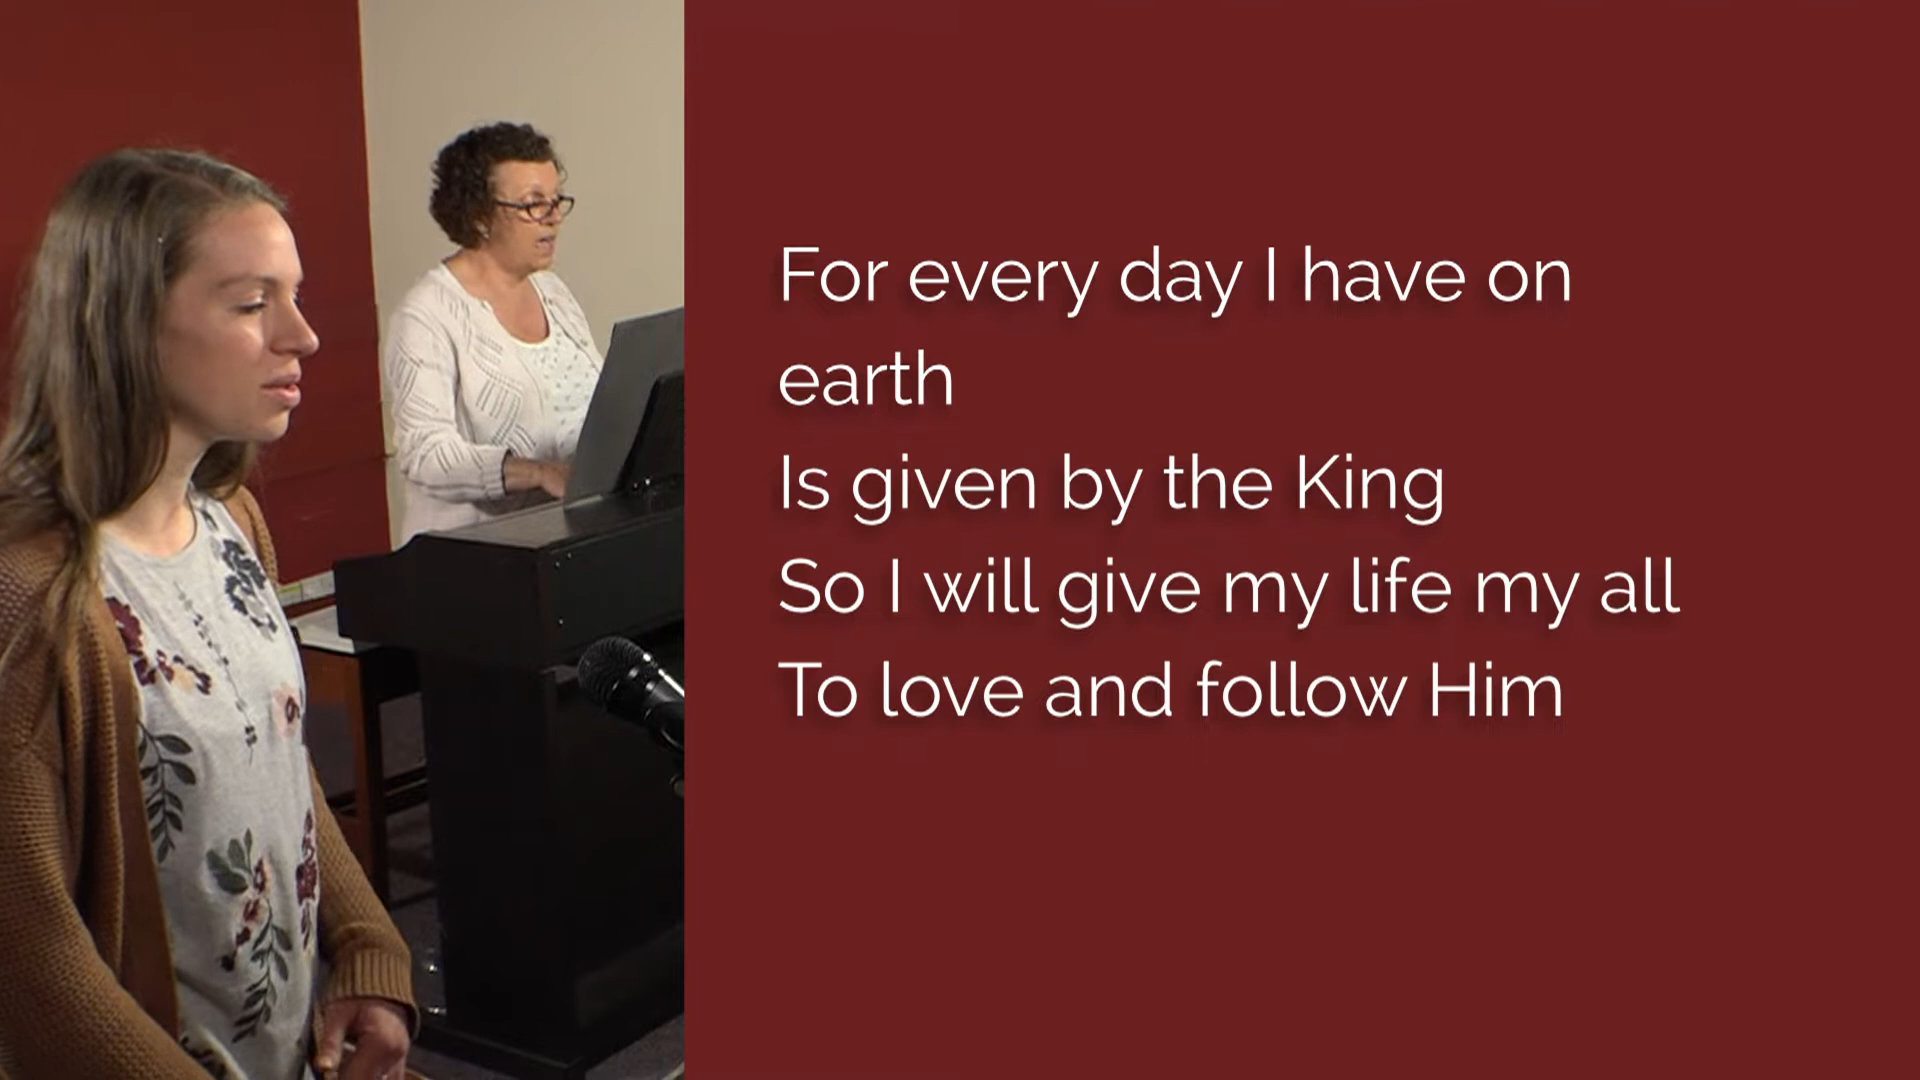 For every day I have on
earth
Is given by the King
So I will give my life my all
To love and follow Him